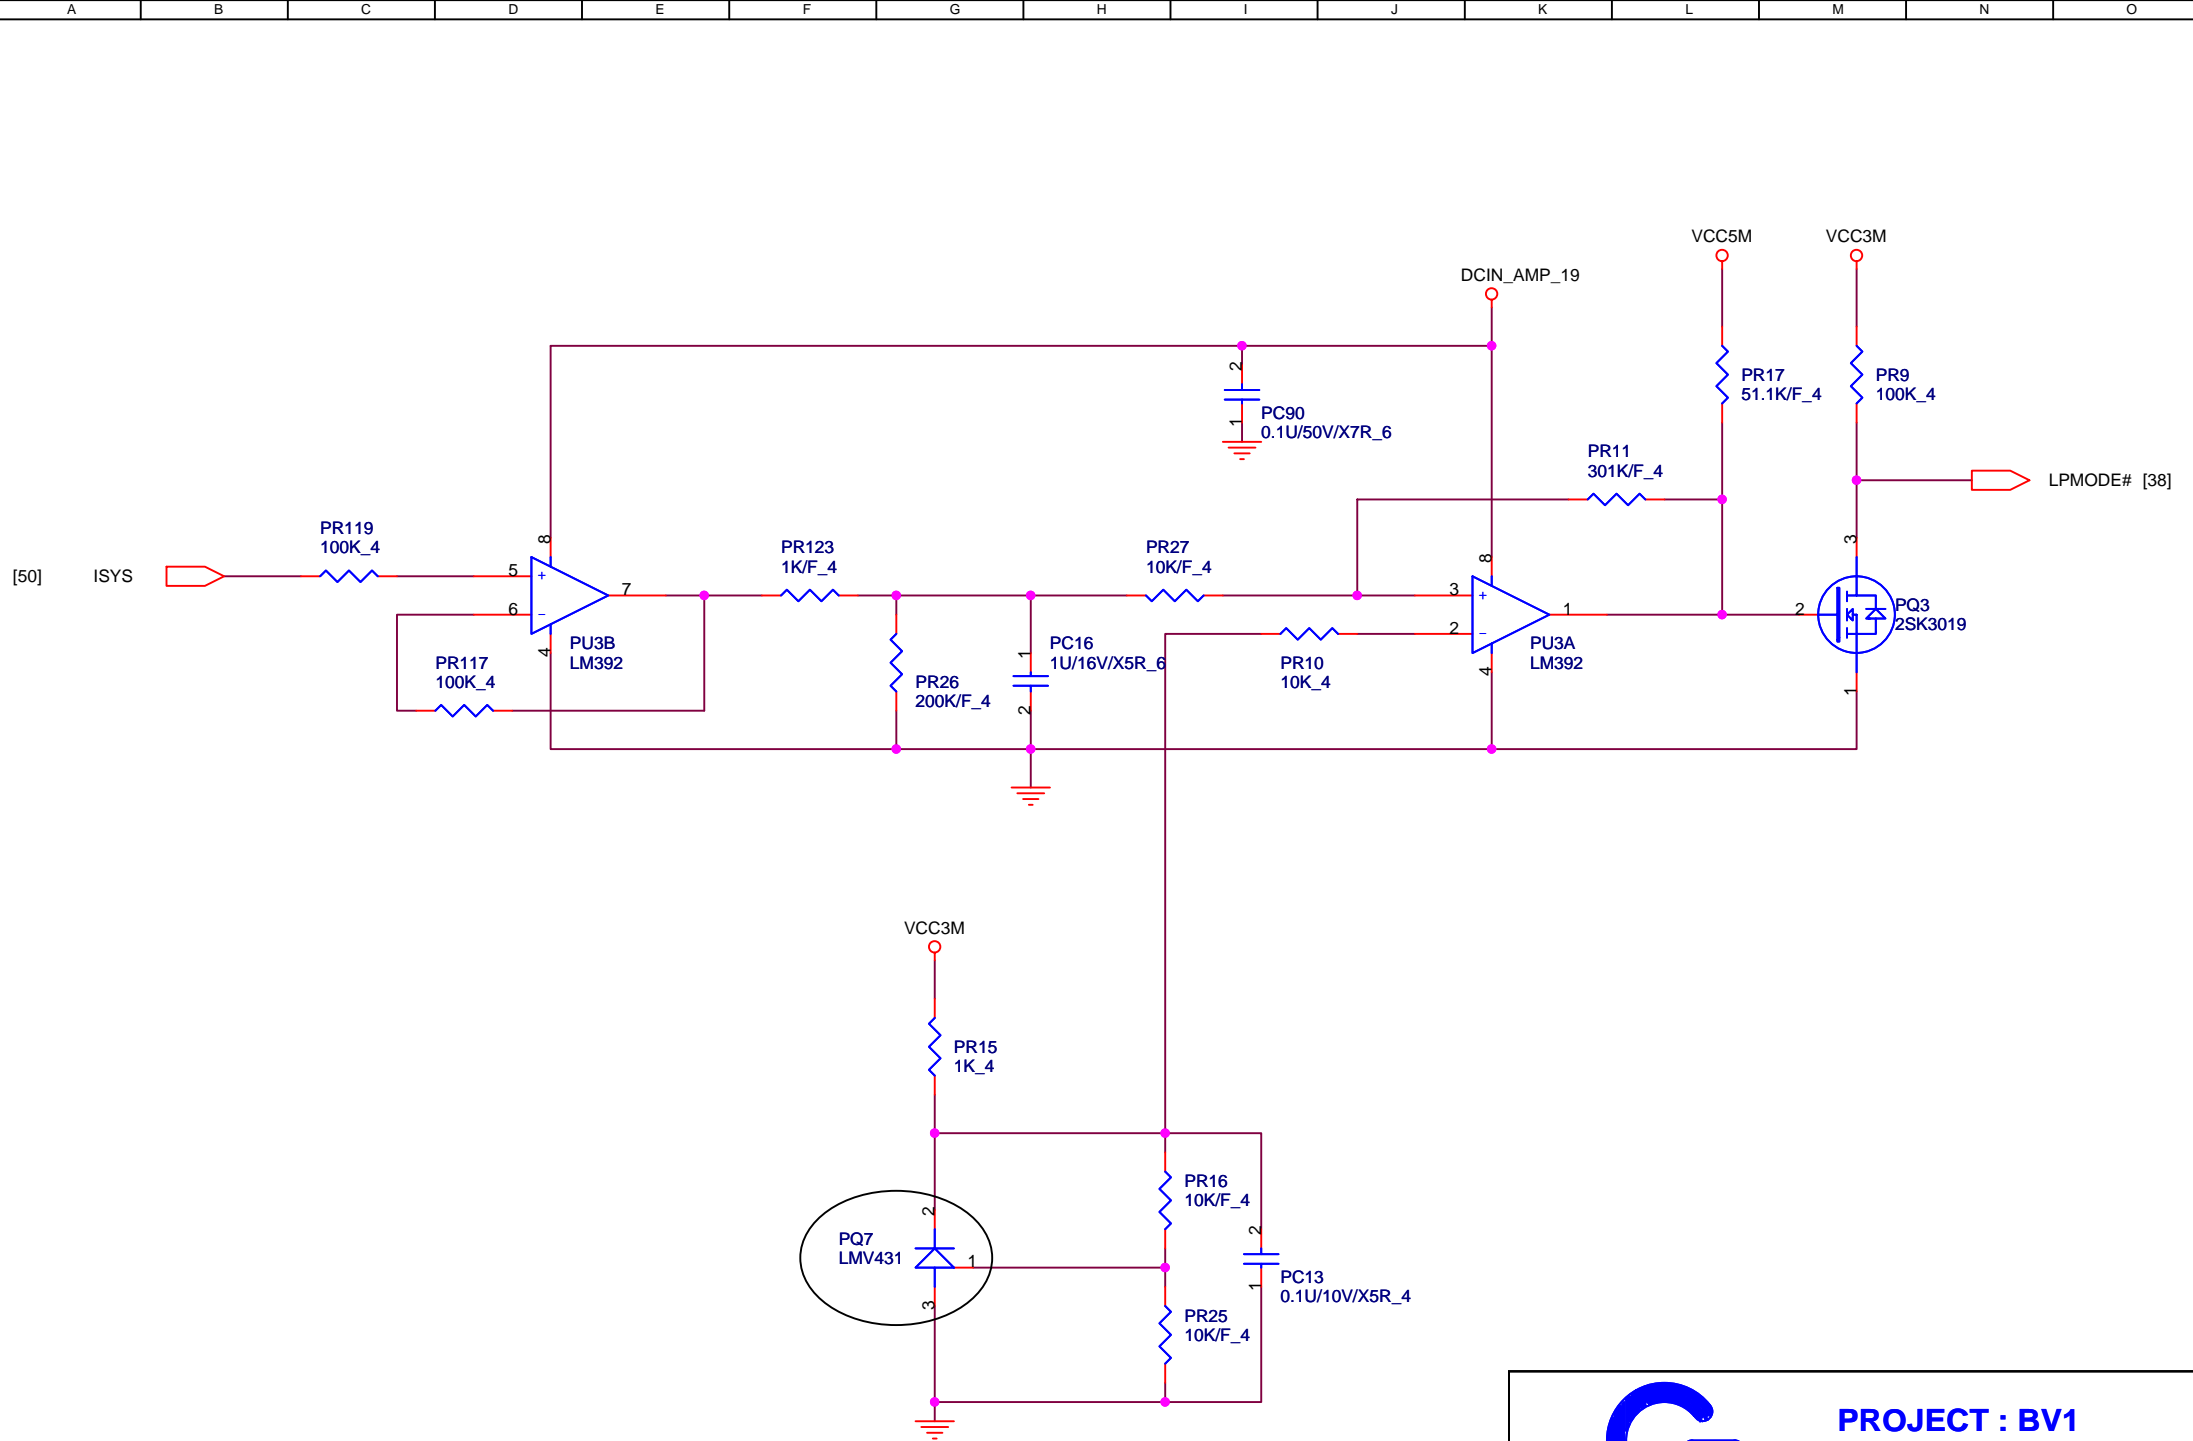 A B C D E F G H I J K L M N O
VCC5M
VCC3M
DCIN_AMP_19
PR17
51.1K/F_4
PR9
100K_4
2
1
PC90
0.1U/50V/X7R_6
PR11
301K/F_4
LPMODE# [38]
[50] ISYS
PR119
100K_4
8
5
+
6
−
7
4
PU3B
LM392
PR117
100K_4
PR123
1K/F_4
PR26
200K/F_4
1
PC16
1U/16V/X5R_6
2
PR27
10K/F_4
PR10
10K_4
8
3
+
2
−
1
4
PU3A
LM392
3
2
PQ3
2SK3019
1
VCC3M
PR15
1K_4
PR16
10K/F_4
2
PQ7
LMV431
1
3
2
PC13
1
0.1U/10V/X5R_4
PR25
10K/F_4
PROJECT : BV1